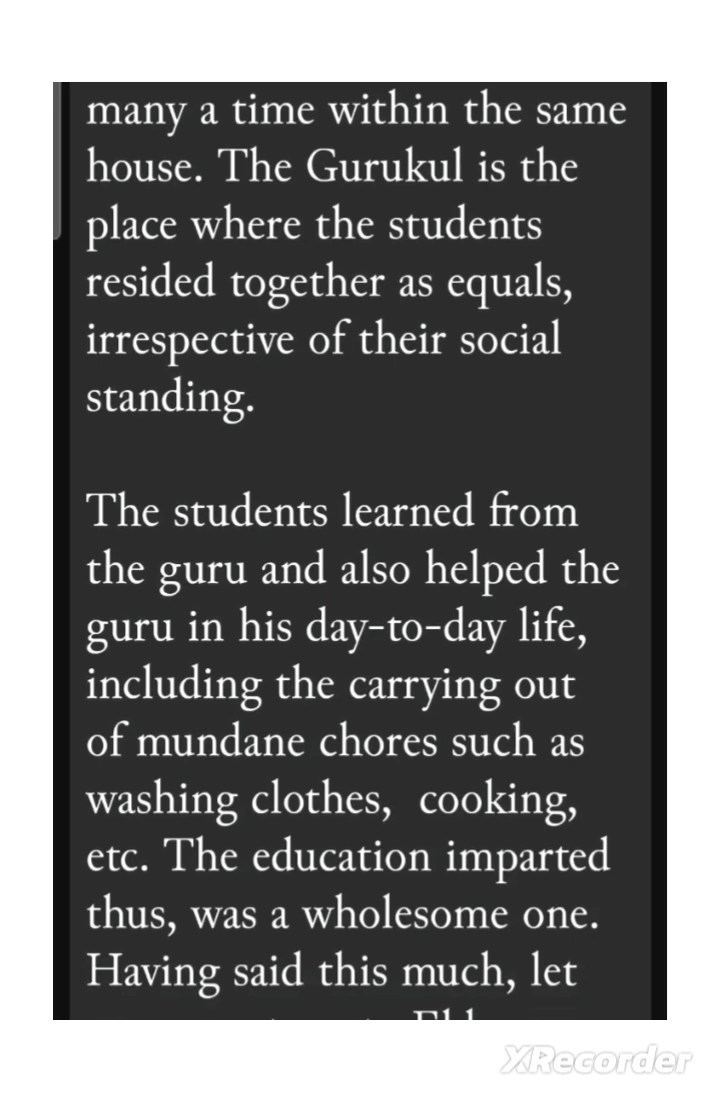 many a time within the same
house. The Gurukul is the
place where the students
resided together as equals,
irrespective of their social
standing.
The students learned from
the guru and also helped the
guru in his day-to-day life,
including the carrying out
of mundane chores such as
washing clothes,  cooking,
etc. The education imparted
thus, was a wholesome one.
Having said this much, let
XRecorder